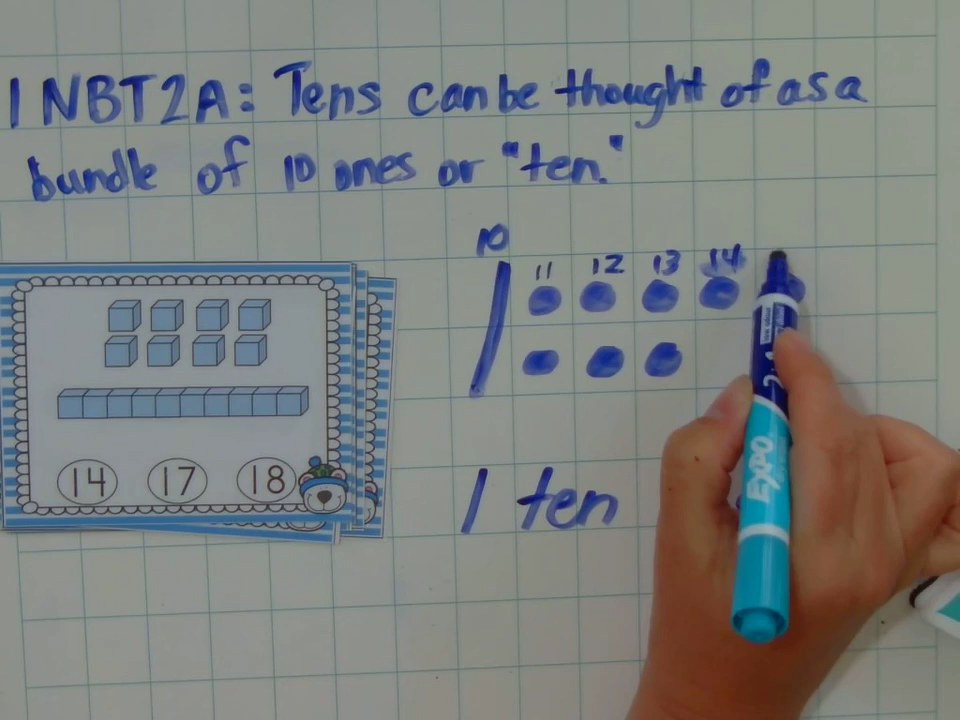 1 NBT2A: Tens can be thought of as a
bundle of 10 ones or "ten."
10
11 12 13 14
14 17 18
1 ten
EXPO